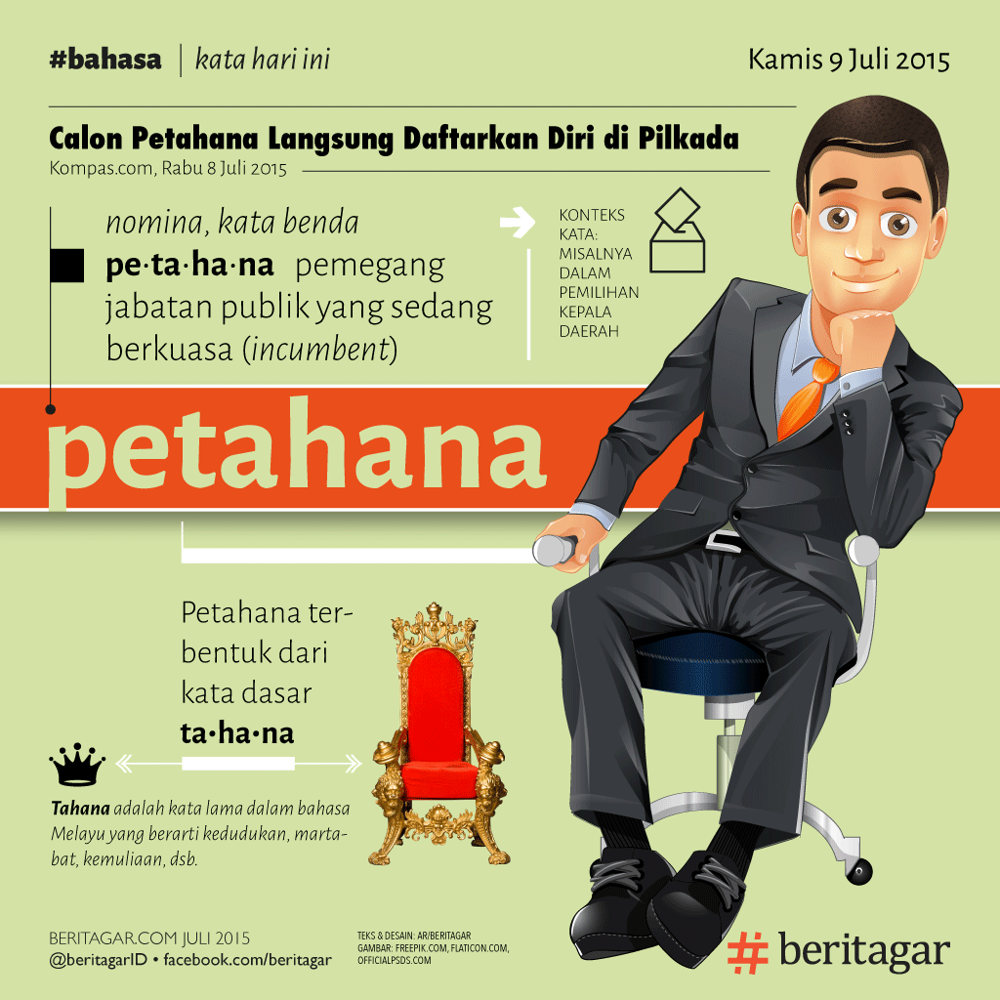 #bahasa | kata hari ini
Kamis 9 Juli 2015
Calon Petahana Langsung Daftarkan Diri di Pilkada
Kompas.com, Rabu 8 Juli 2015
nomina, kata benda
pe·ta·ha·na pemegang
jabatan publik yang sedang
berkuasa (incumbent)
KONTEKS
KATA:
MISALNYA
DALAM
PEMILIHAN
KEPALA
DAERAH
petahana
Petahana ter-
bentuk dari
kata dasar
ta·ha·na
Tahana adalah kata lama dalam bahasa
Melayu yang berarti kedudukan, marta-
bat, kemuliaan, dsb.
BERITAGAR.COM JULI 2015
@beritagarID • facebook.com/beritagar
TEKS & DESAIN: AR/BERITAGAR
GAMBAR: FREEPIK.COM, FLATICON.COM,
OFFICIALPSDS.COM
# beritagar